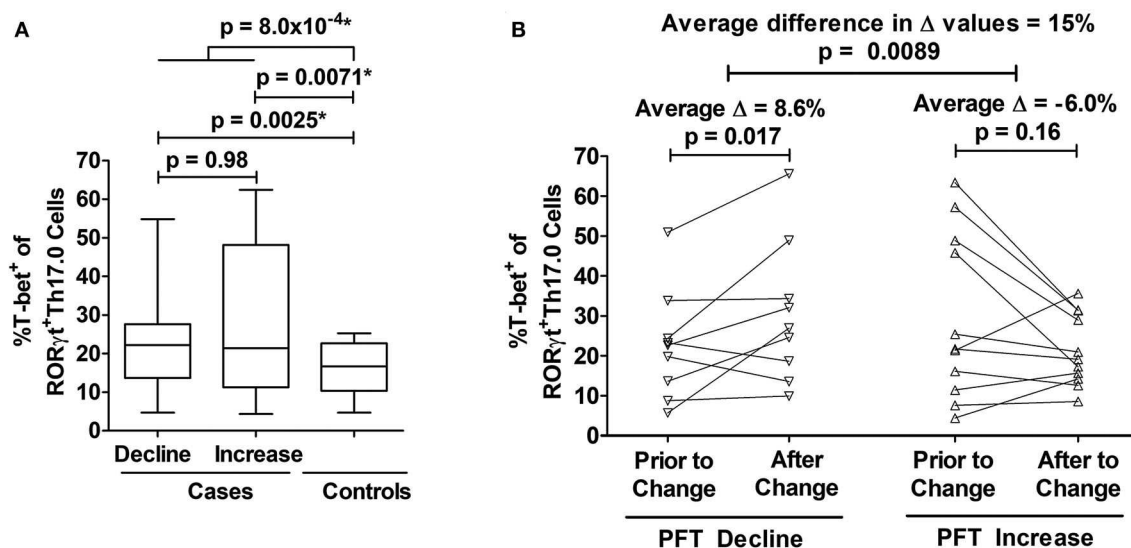 A
p = 8.0x10⁻⁴*
p = 0.0071*
p = 0.0025*
p = 0.98
%T-bet⁺ of
RORγt⁺Th17.0 Cells
70
60
50
40
30
20
10
0
Decline
Increase
Cases
Controls
B
Average difference in Δ values = 15%
p = 0.0089
Average Δ = 8.6%
p = 0.017
Average Δ = -6.0%
p = 0.16
%T-bet⁺ of
RORγt⁺Th17.0 Cells
70
60
50
40
30
20
10
0
Prior to
Change
After
Change
Prior to
Change
After to
Change
PFT Decline
PFT Increase